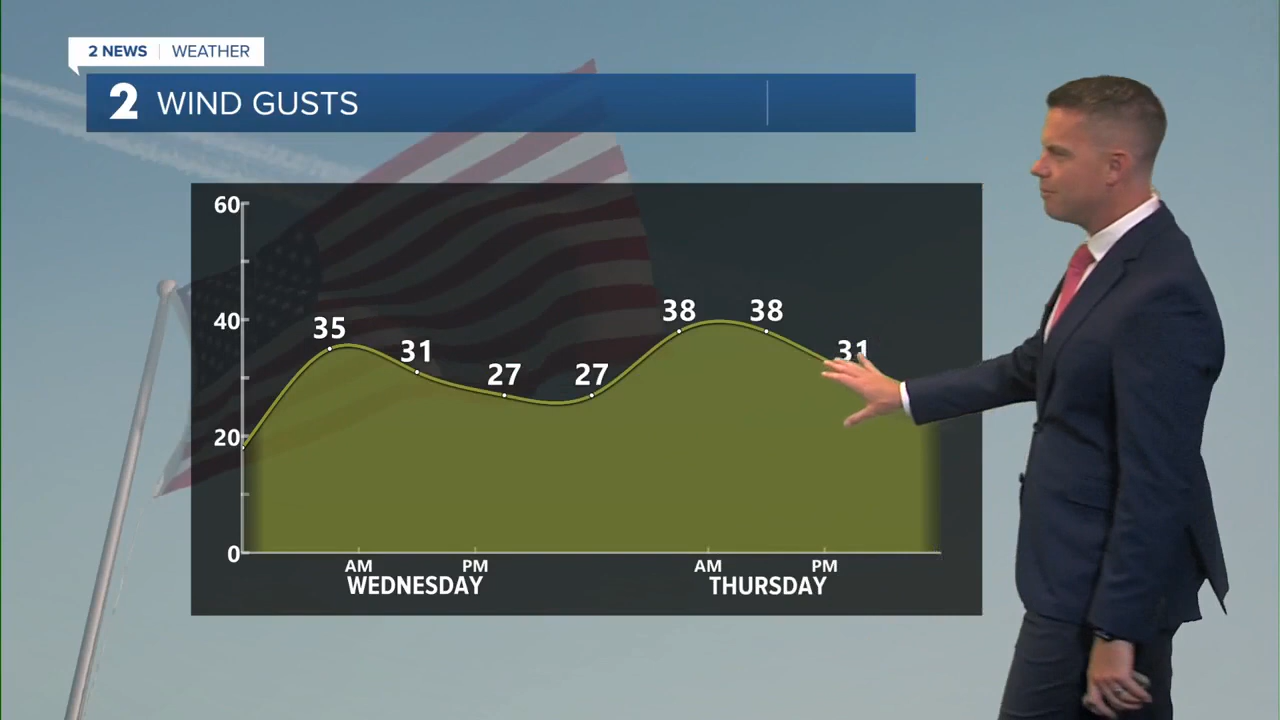 2 NEWS | WEATHER
2 WIND GUSTS
60
40
20
0
35
31
27
27
38
38
31
AM PM AM PM
WEDNESDAY THURSDAY